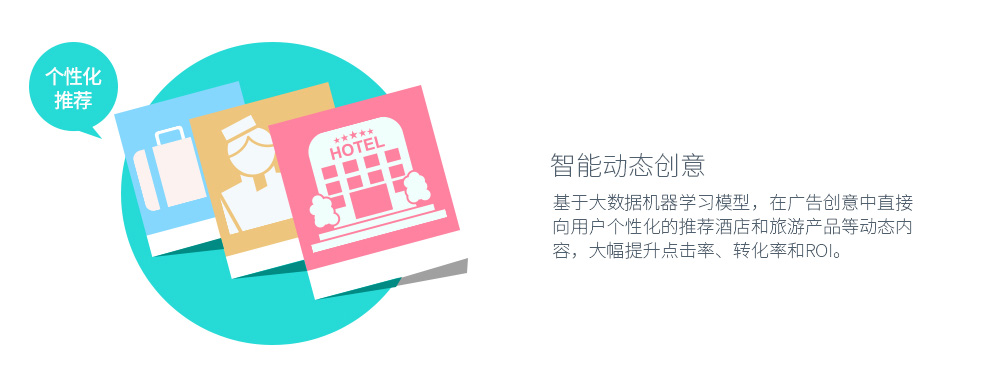 个性化
推荐
HOTEL
智能动态创意
基于大数据机器学习模型，在广告创意中直接
向用户个性化的推荐酒店和旅游产品等动态内
容，大幅提升点击率、转化率和ROI。